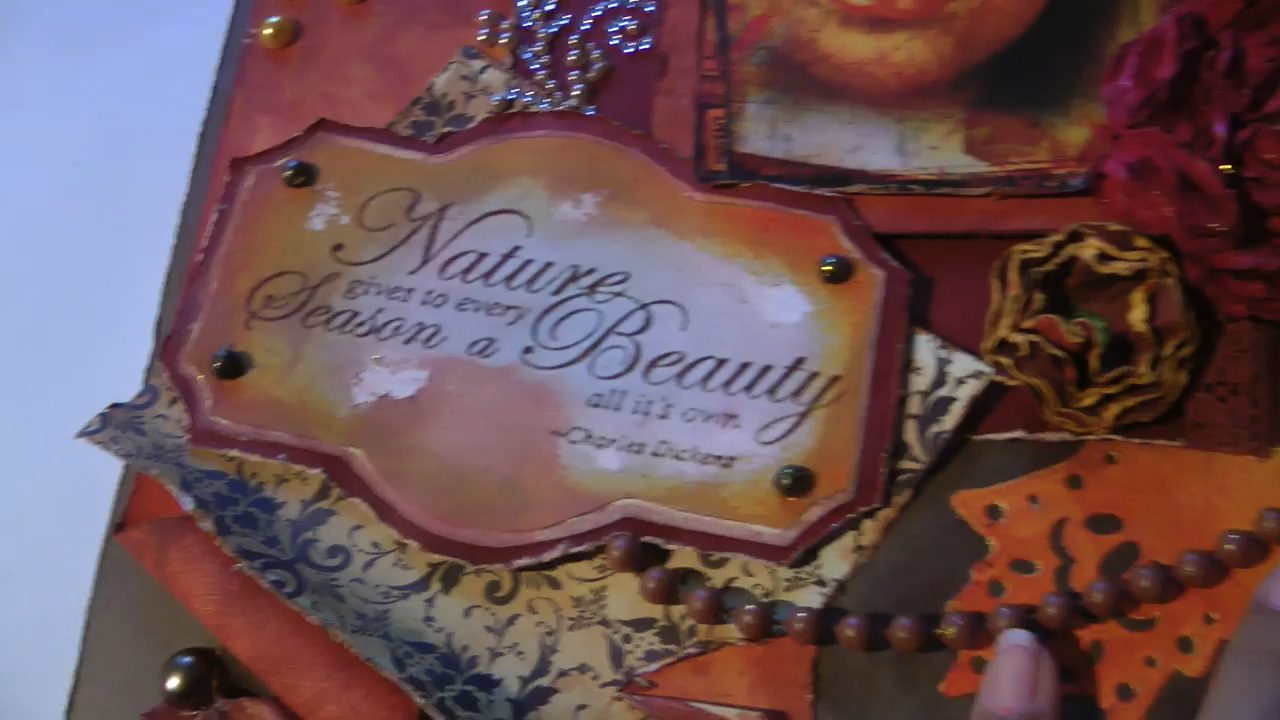 Nature
gives to every
Season a Beauty
all it's own
-Charles Dickens